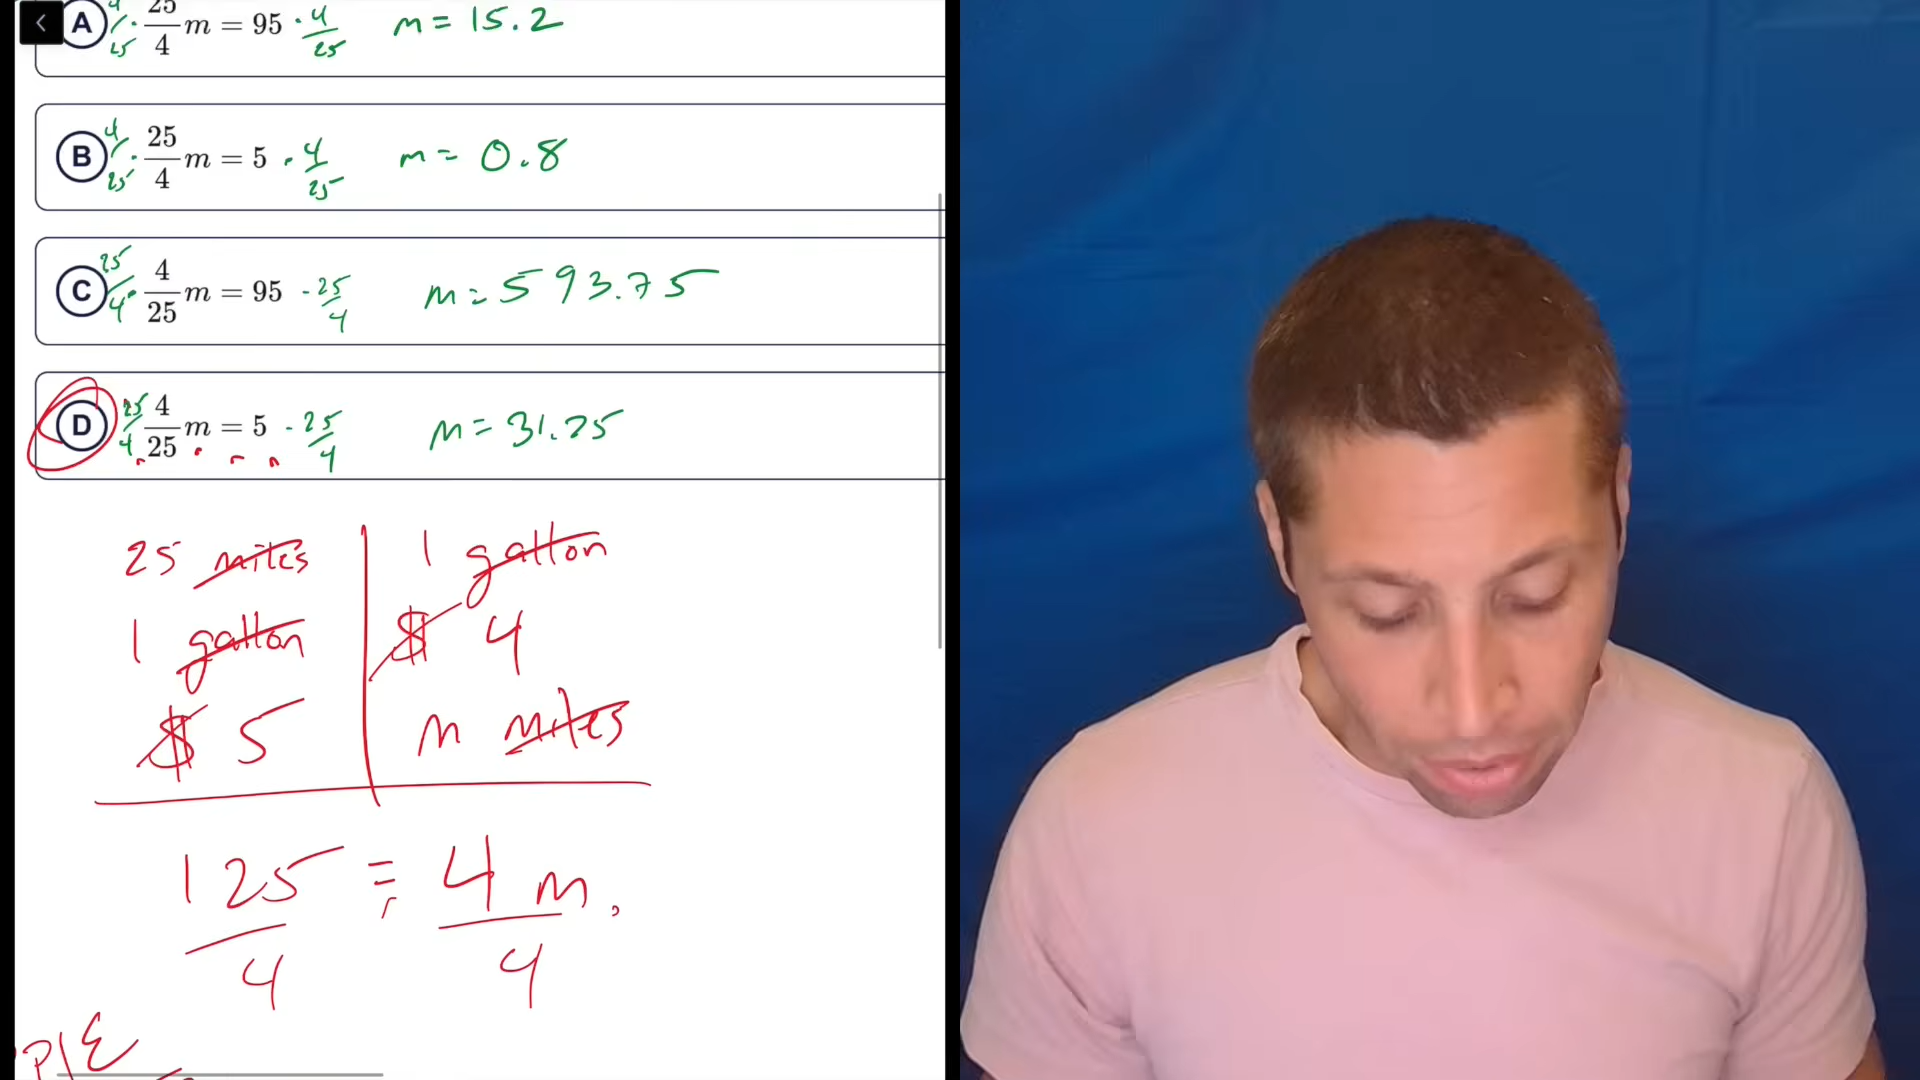 A 4/25 · 25/4 m = 95 · 4/25 m = 15.2
B 4/25 · 25/4 m = 5 · 4/25 m = 0.8
C 25/4 · 4/25 m = 95 · 25/4 m = 593.75
D 25/4 4/25 m = 5 · 25/4 m = 31.25
25 miles 1 gallon
1 gallon $ 4
$ 5 m miles
125 = 4 m
4 4